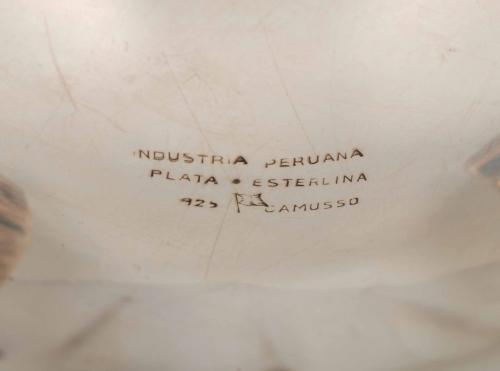 INDUSTRIA PERUANA
PLATA • ESTERLINA
925 CAMUSSO